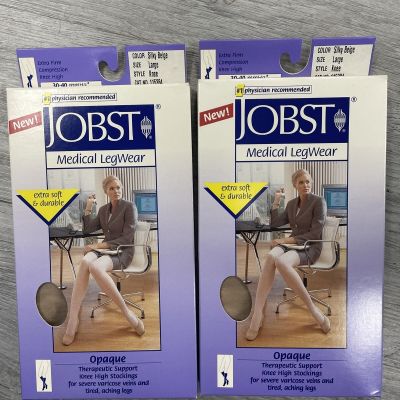 Extra Firm
Compression
Knee High
30-40 mmHg*
COLOR Silky Beige
SIZE Large
STYLE Knee
#1 physician recommended
New!
JOBST®
Medical LegWear
extra soft
& durable
Opaque
Therapeutic Support
Knee High Stockings
for severe varicose veins and
tired, aching legs
Extra Firm
Compression
Knee High
30-40 mmHg*
COLOR Silky Beige
SIZE Large
STYLE Knee
#1 physician recommended
New!
JOBST®
Medical LegWear
extra soft
& durable
Opaque
Therapeutic Support
Knee High Stockings
for severe varicose veins and
tired, aching legs